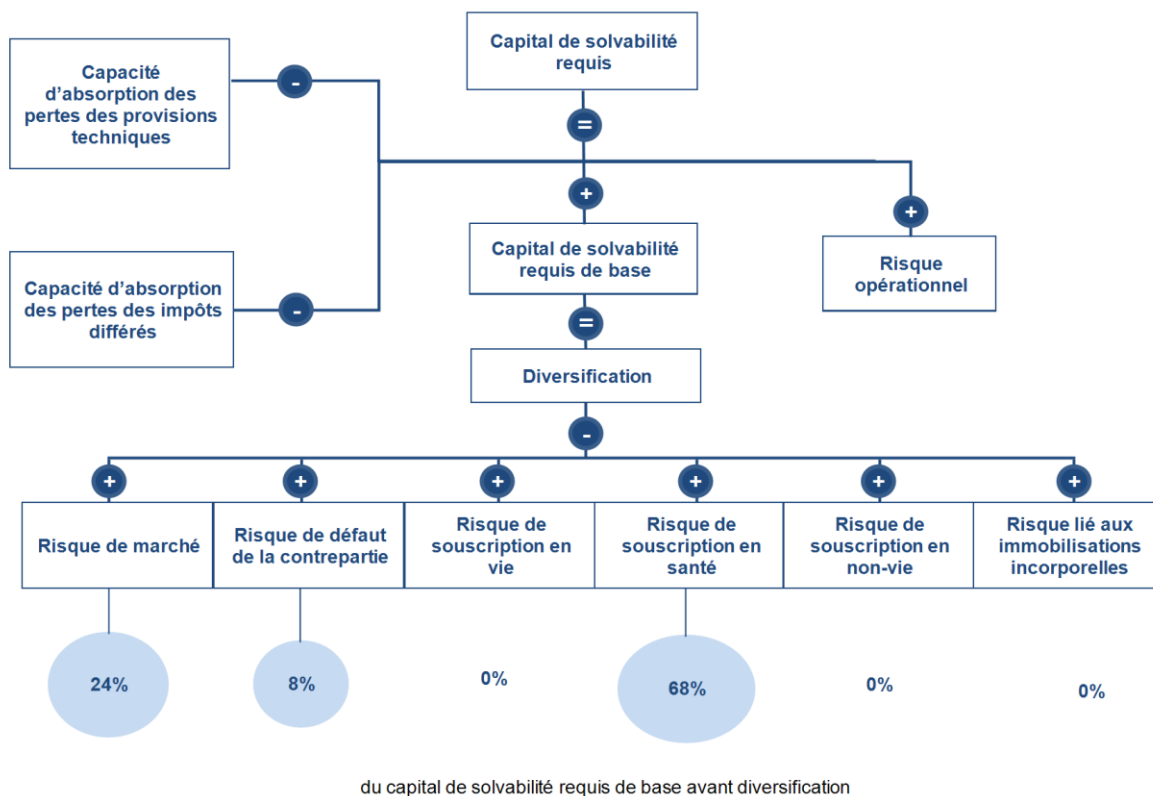 Capital de solvabilité
requis
Capacité
d'absorption des
pertes des provisions
techniques
-
=
+
+
Capital de solvabilité
requis de base
Risque
opérationnel
Capacité d'absorption
des pertes des impôts
différés
-
=
Diversification
-
+
+
+
+
+
+
Risque de marché
Risque de défaut
de la contrepartie
Risque de
souscription en
vie
Risque de
souscription en
santé
Risque de
souscription en
non-vie
Risque lié aux
immobilisations
incorporelles
24%
8%
0%
68%
0%
0%
du capital de solvabilité requis de base avant diversification